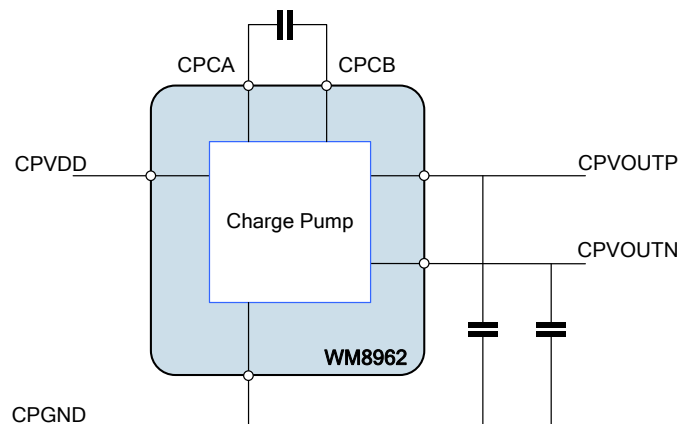 CPCA
CPCB
CPVDD
CPVOUTP
Charge Pump
CPVOUTN
WM8962
CPGND